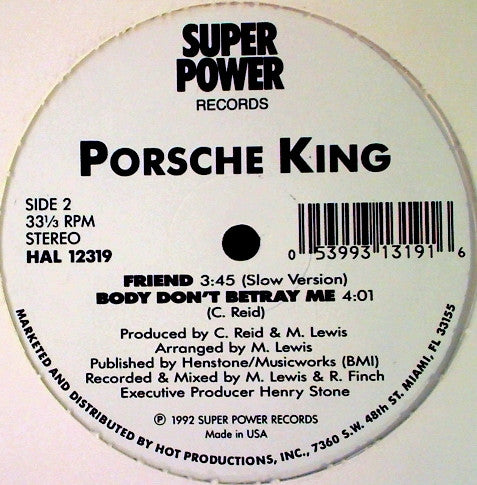 SUPER
POWER
RECORDS
PORSCHE KING
SIDE 2
33⅓ RPM
STEREO
HAL 12319
0 53993 13191 6
FRIEND 3:45 (Slow Version)
BODY DON'T BETRAY ME 4:01
(C. Reid)
Produced by C. Reid & M. Lewis
Arranged by M. Lewis
Published by Henstone/Musicworks (BMI)
Recorded & Mixed by M. Lewis & R. Finch
Executive Producer Henry Stone
℗ 1992 SUPER POWER RECORDS
Made in USA
MARKETED AND DISTRIBUTED BY HOT PRODUCTIONS, INC., 7360 S.W. 48th ST. MIAMI, FL 33155